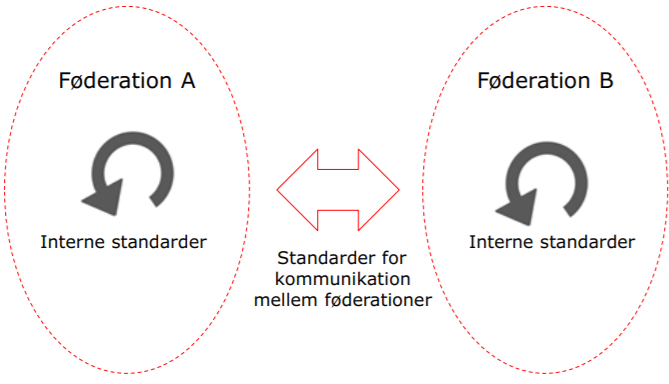 Føderation A
Interne standarder
Standarder for
kommunikation
mellem føderationer
Føderation B
Interne standarder